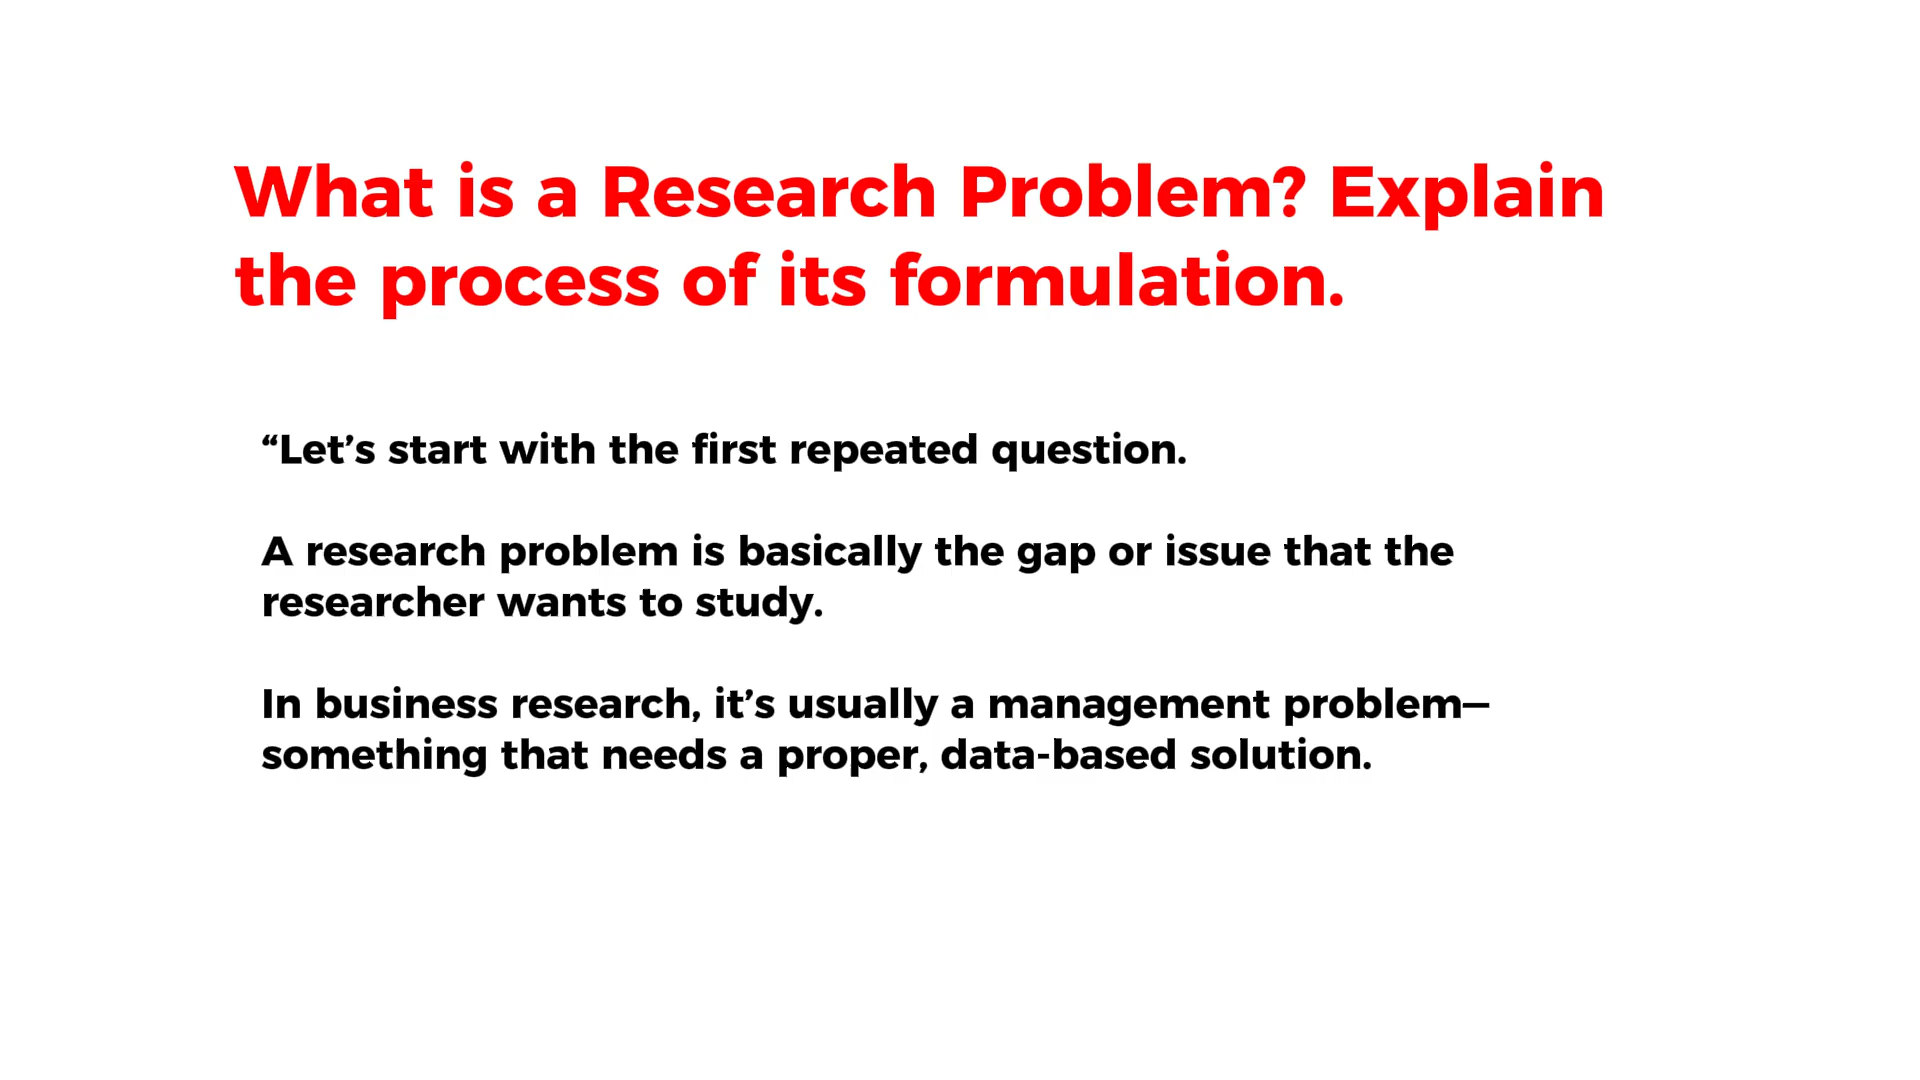 What is a Research Problem? Explain
the process of its formulation.
“Let’s start with the first repeated question.
A research problem is basically the gap or issue that the
researcher wants to study.
In business research, it’s usually a management problem—
something that needs a proper, data-based solution.